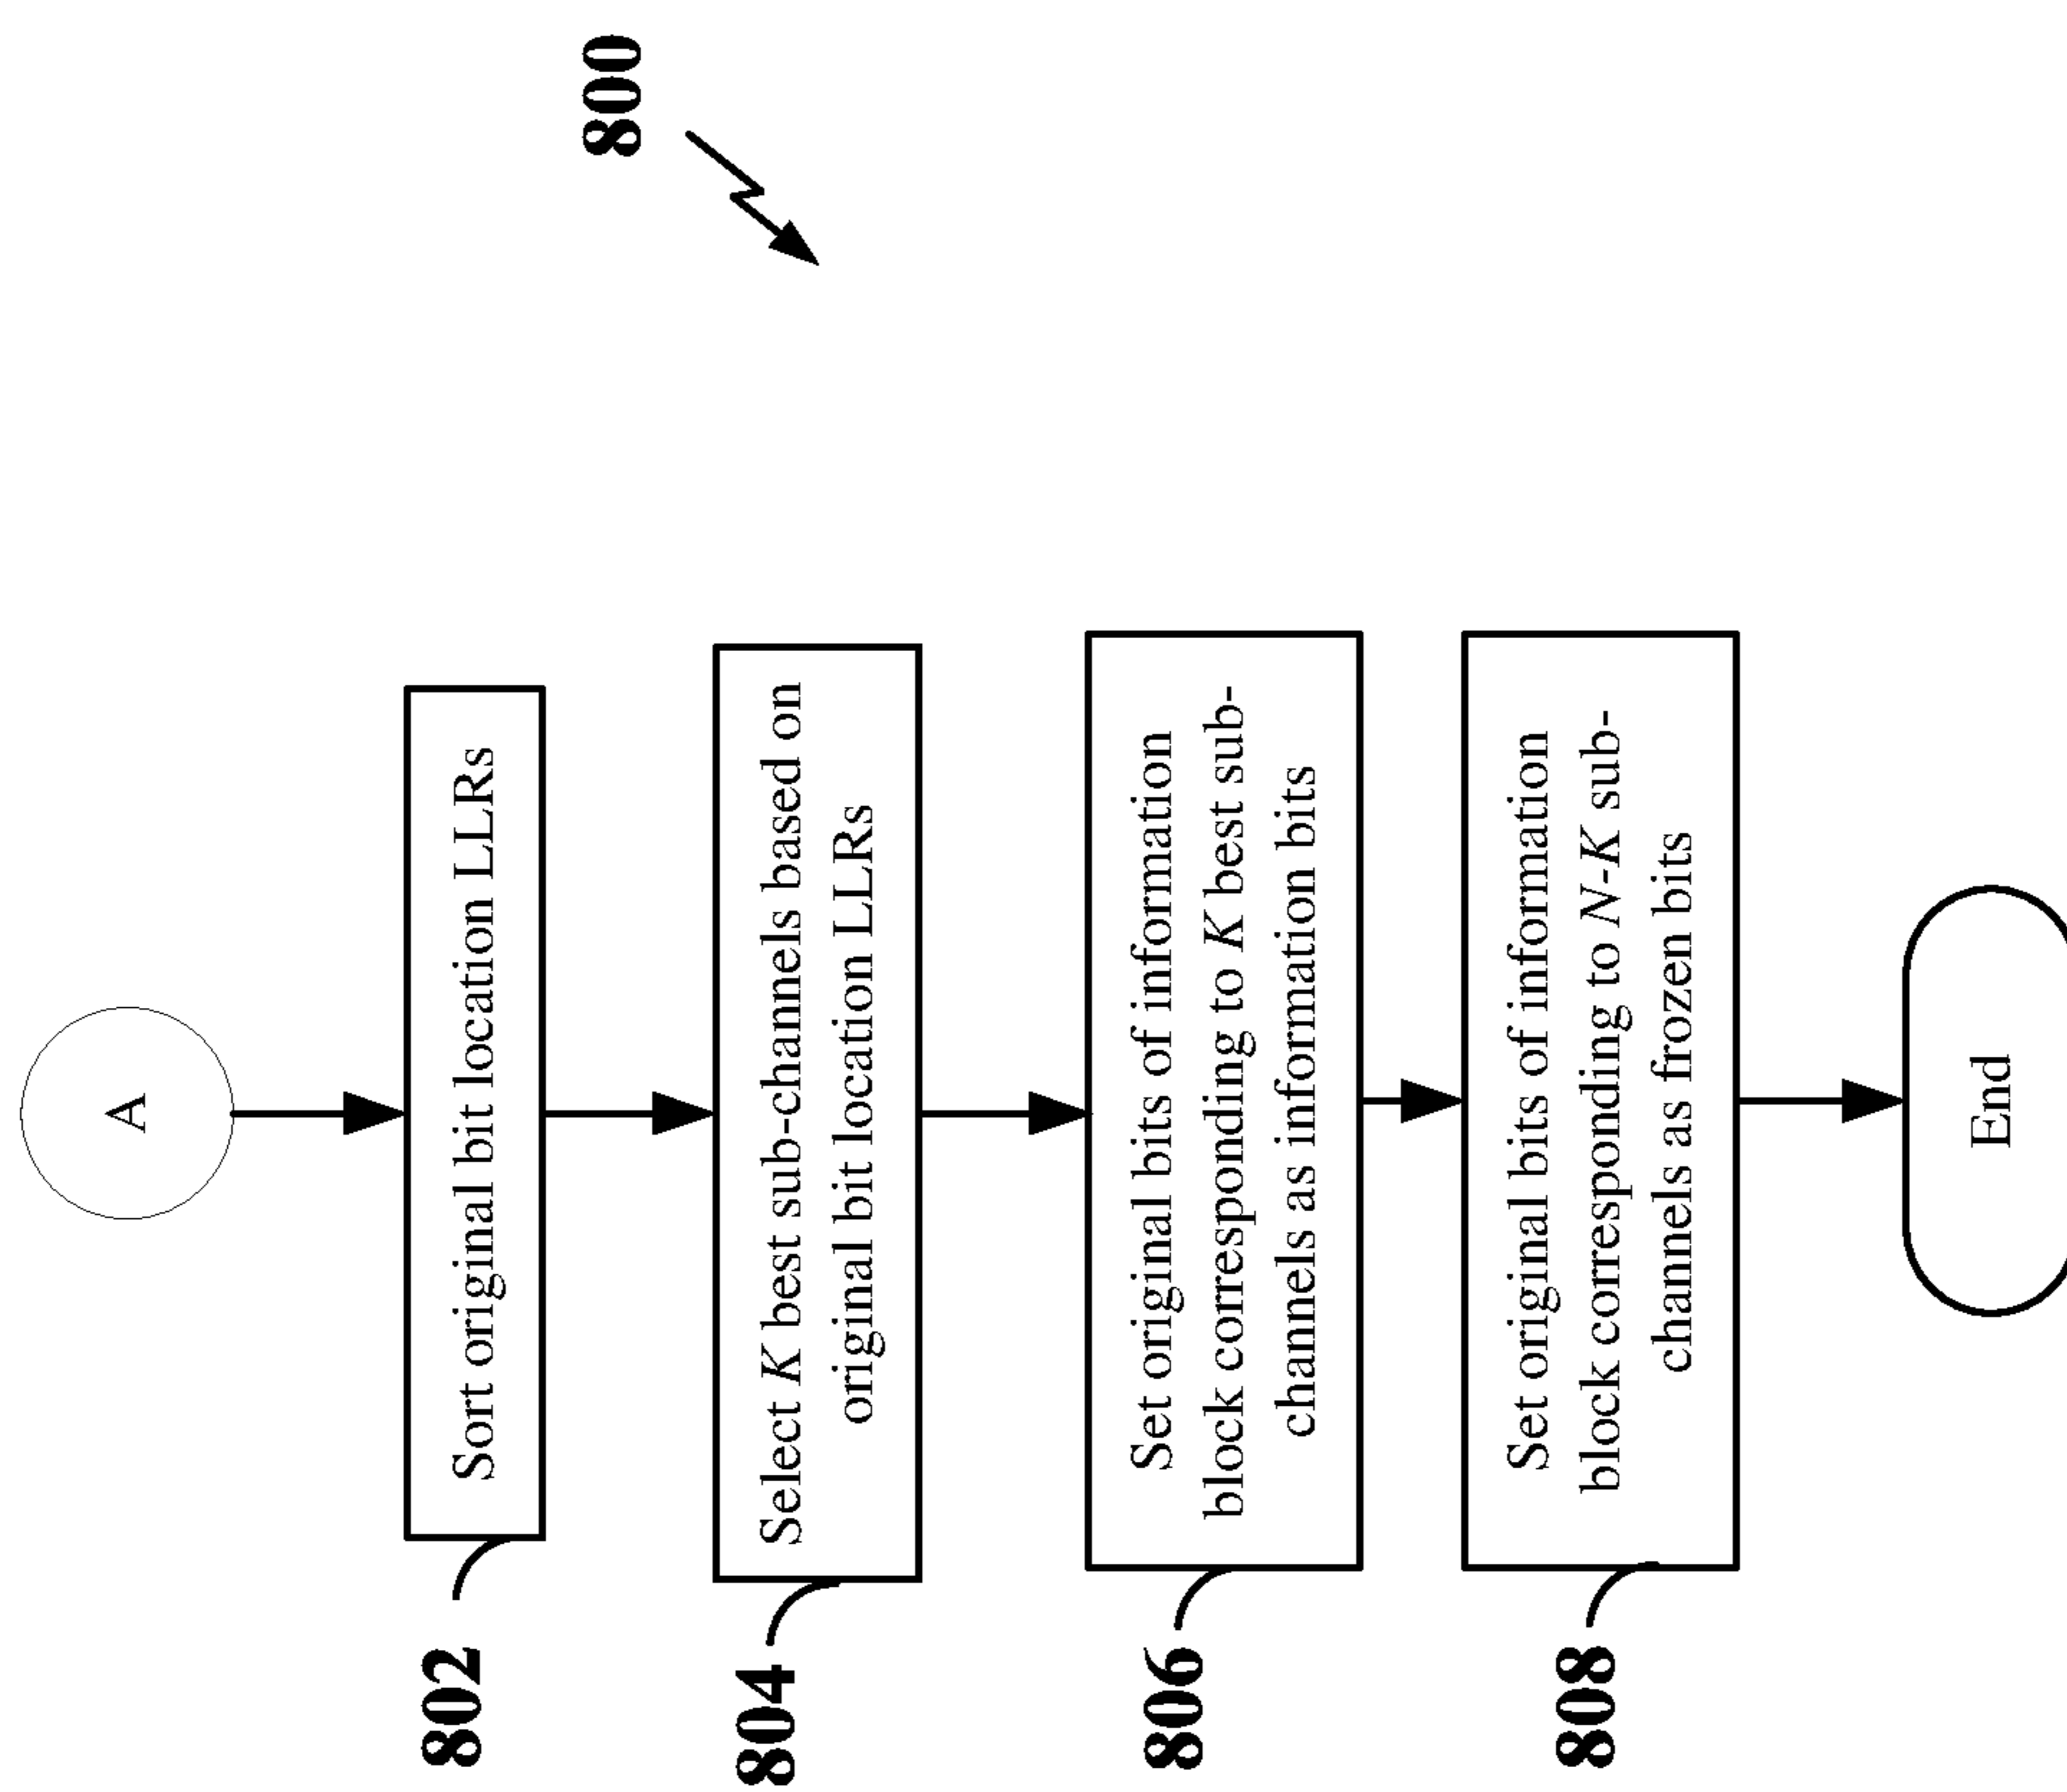 800
A
802
Sort original bit location LLRs
804
Select K best sub-channels based on
original bit location LLRs
806
Set original bits of information
block corresponding to K best sub-
channels as information bits
808
Set original bits of information
block corresponding to N-K sub-
channels as frozen bits
End